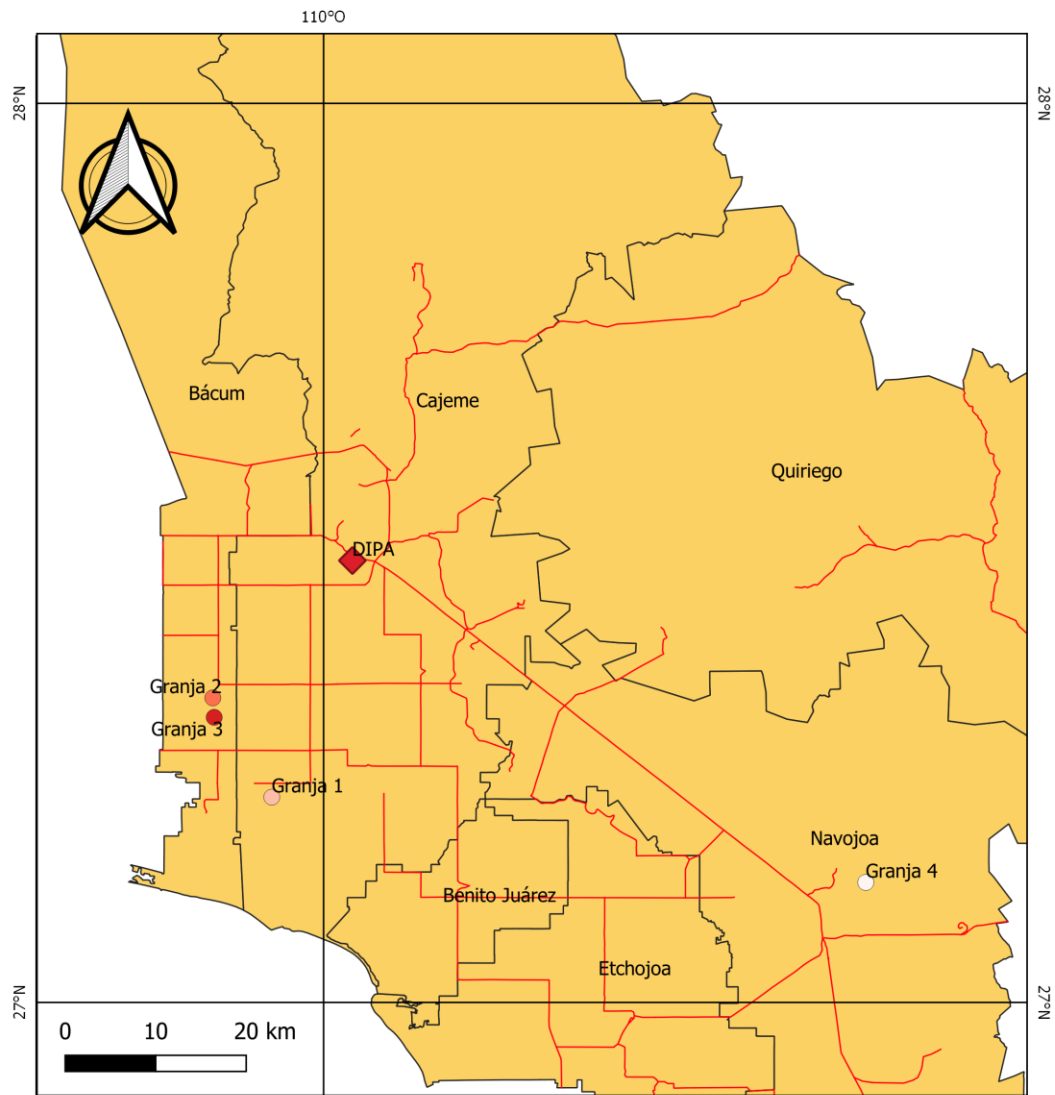 110°O
28°N
28°N
Bácum
Cajeme
Quiriego
DIPA
Granja 2
Granja 3
Granja 1
Navojoa
Granja 4
Benito Juárez
Etchojoa
27°N
27°N
0 10 20 km